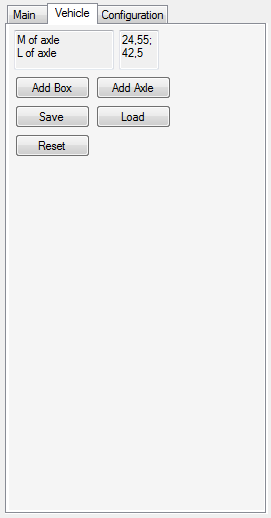 Main Vehicle Configuration
M of axle 24,55;
L of axle 42,5
Add Box Add Axle
Save Load
Reset